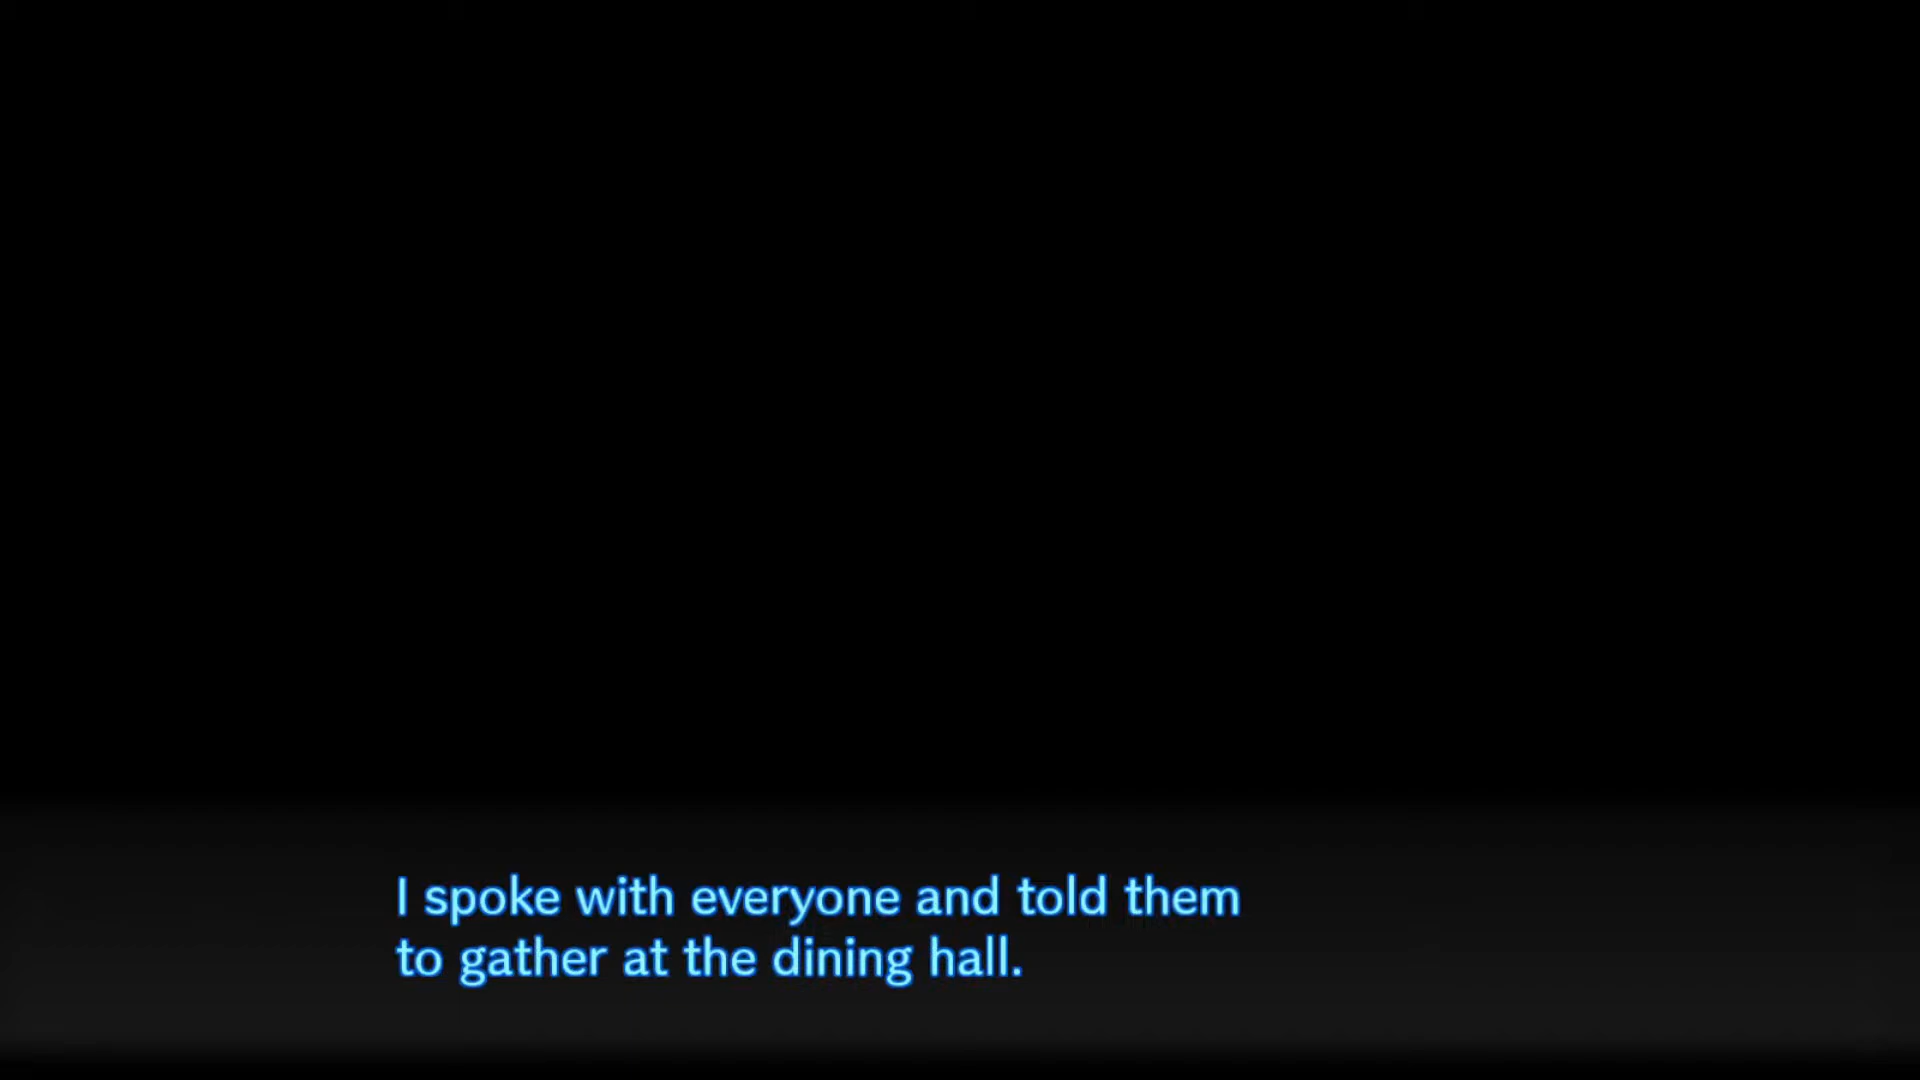 I spoke with everyone and told them
to gather at the dining hall.